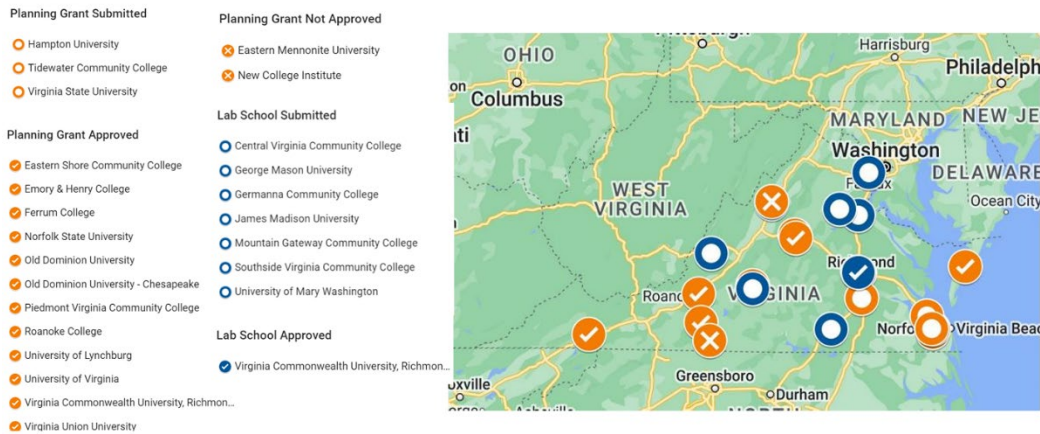 Planning Grant Submitted
Hampton University
Tidewater Community College
Virginia State University
Planning Grant Approved
Eastern Shore Community College
Emory & Henry College
Ferrum College
Norfolk State University
Old Dominion University
Old Dominion University - Chesapeake
Piedmont Virginia Community College
Roanoke College
University of Lynchburg
University of Virginia
Virginia Commonwealth University, Richmon...
Virginia Union University
Planning Grant Not Approved
Eastern Mennonite University
New College Institute
Lab School Submitted
Central Virginia Community College
George Mason University
Germanna Community College
James Madison University
Mountain Gateway Community College
Southside Virginia Community College
University of Mary Washington
Lab School Approved
Virginia Commonwealth University, Richmon...
OHIO
Harrisburg
Philadelph
Columbus
MARYLAND
NEW JE
Washington
DELAWARE
WEST
VIRGINIA
Ocean City
VIRGINIA
Virginia Beac
Greensboro
Durham